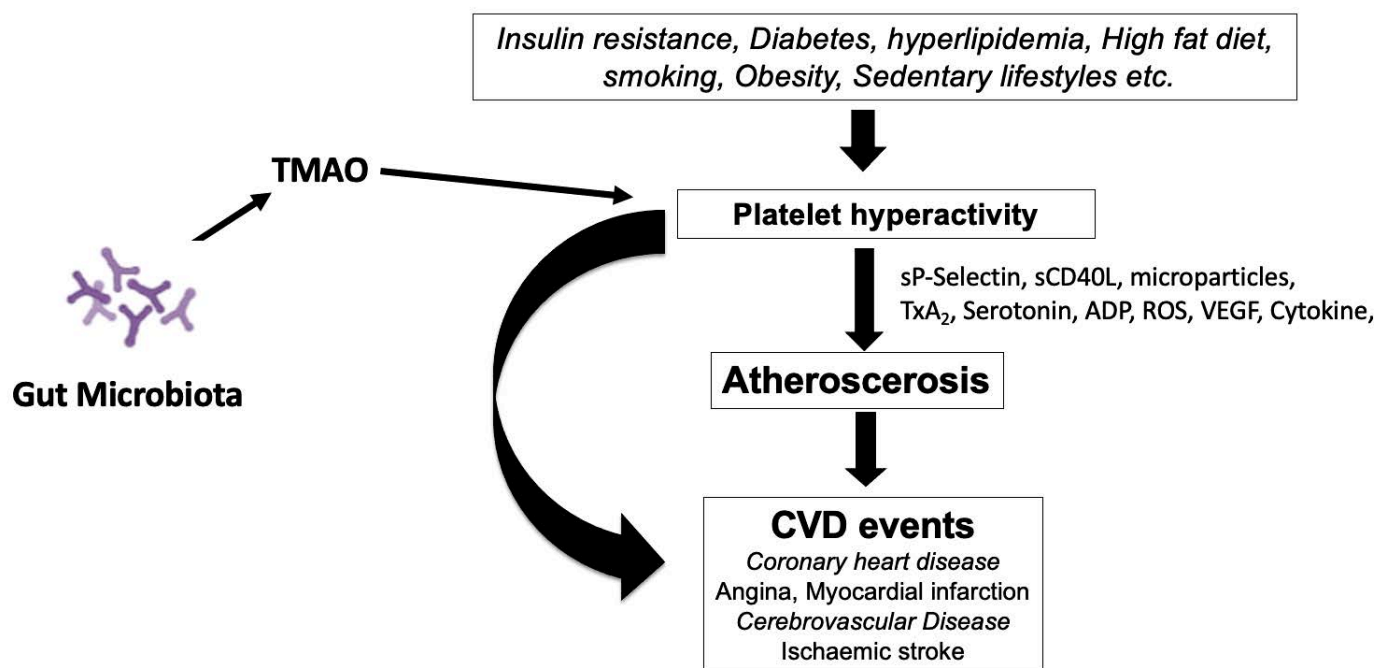 Insulin resistance, Diabetes, hyperlipidemia, High fat diet,
smoking, Obesity, Sedentary lifestyles etc.
TMAO
Platelet hyperactivity
sP-Selectin, sCD40L, microparticles,
TxA₂, Serotonin, ADP, ROS, VEGF, Cytokine,
Atheroscerosis
Gut Microbiota
CVD events
Coronary heart disease
Angina, Myocardial infarction
Cerebrovascular Disease
Ischaemic stroke